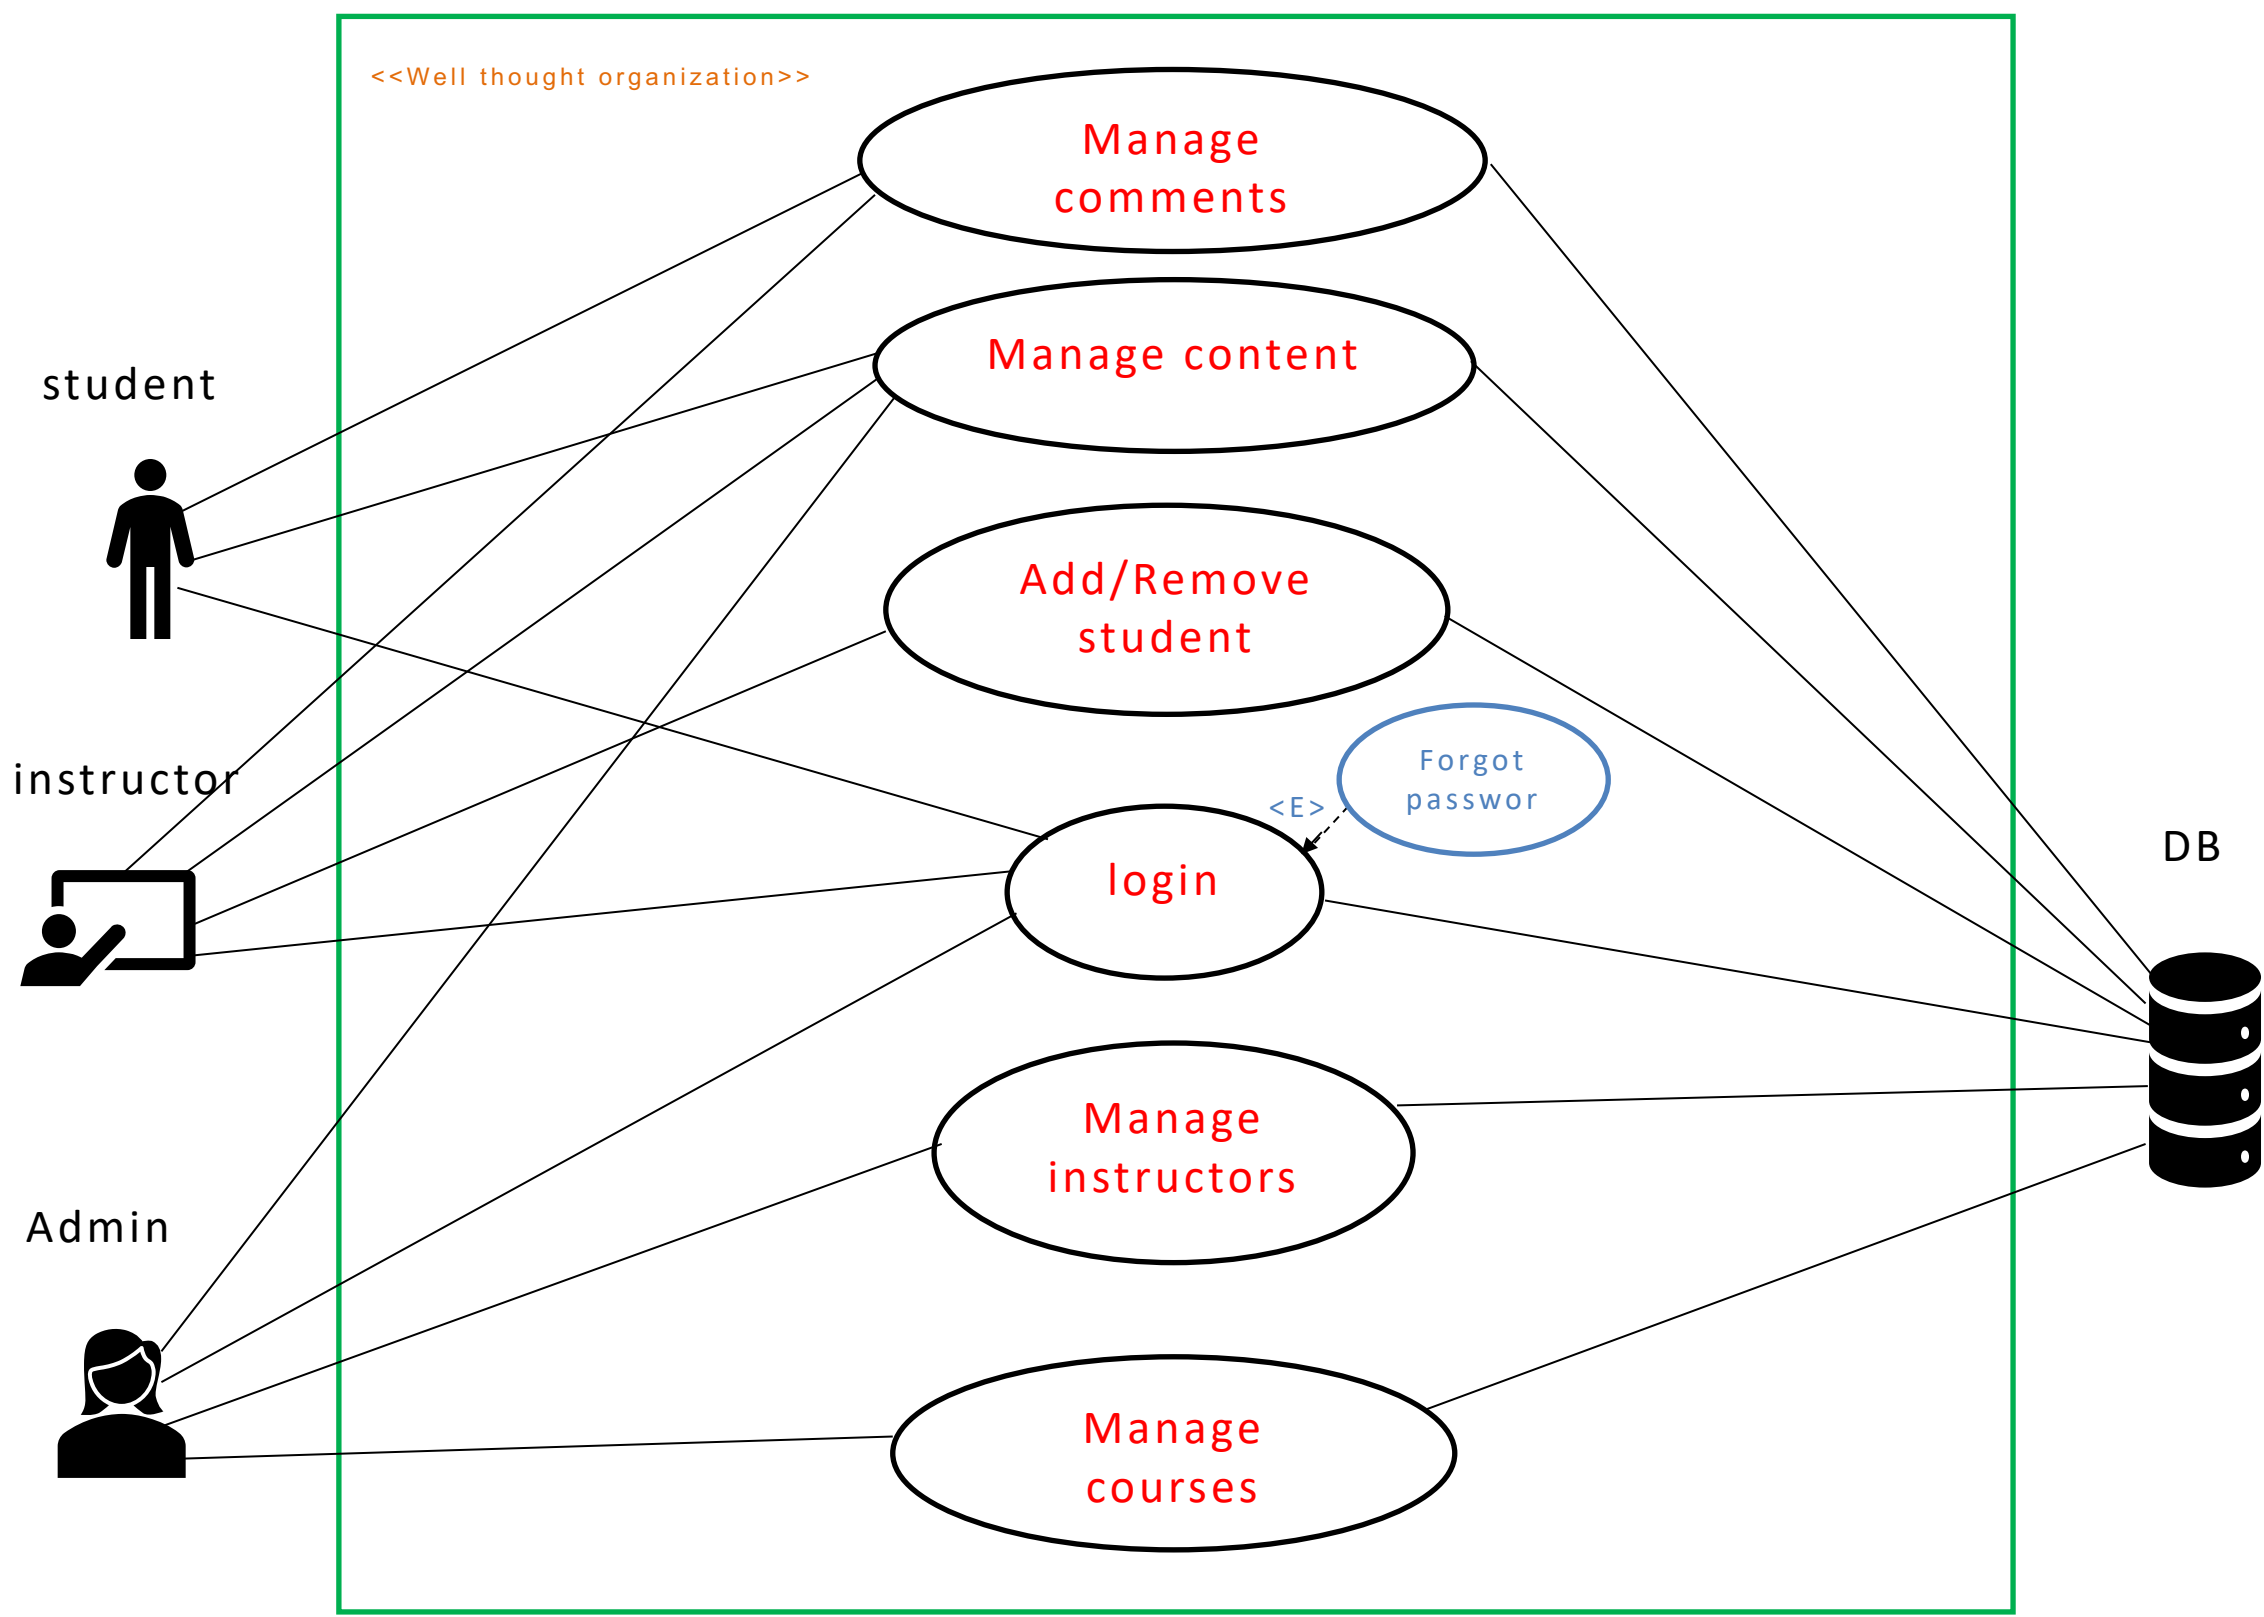 <<Well thought organization>>
Manage
comments
Manage content
student
Add/Remove
student
instructor
Forgot
passwor
<E>
login
DB
Manage
instructors
Admin
Manage
courses